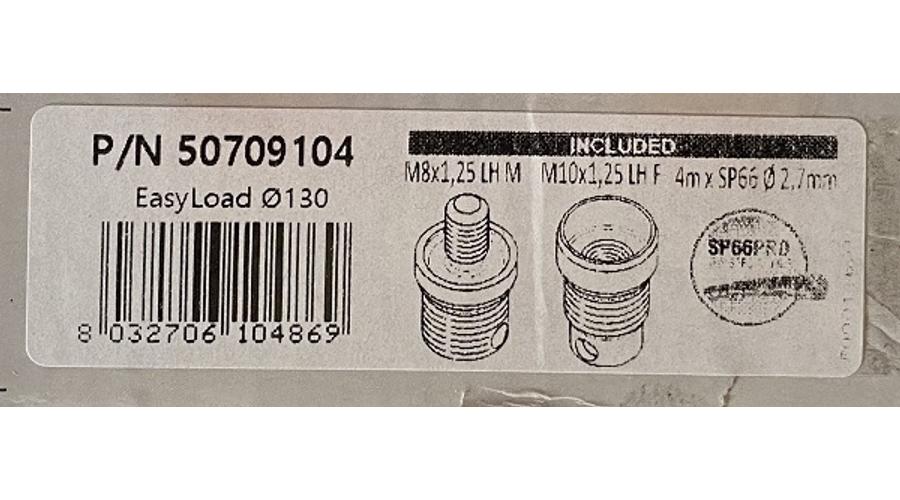 P/N 50709104
EasyLoad Ø130
8 032706 104869
INCLUDED
M8x1,25 LH M
M10x1,25 LH F
4m x SP66 Ø 2,7mm
SP66PRO